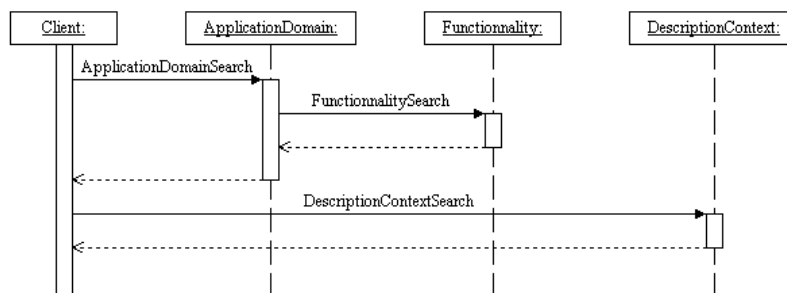 Client:
ApplicationDomain:
Functionnality:
DescriptionContext:
ApplicationDomainSearch
FunctionnalitySearch
DescriptionContextSearch